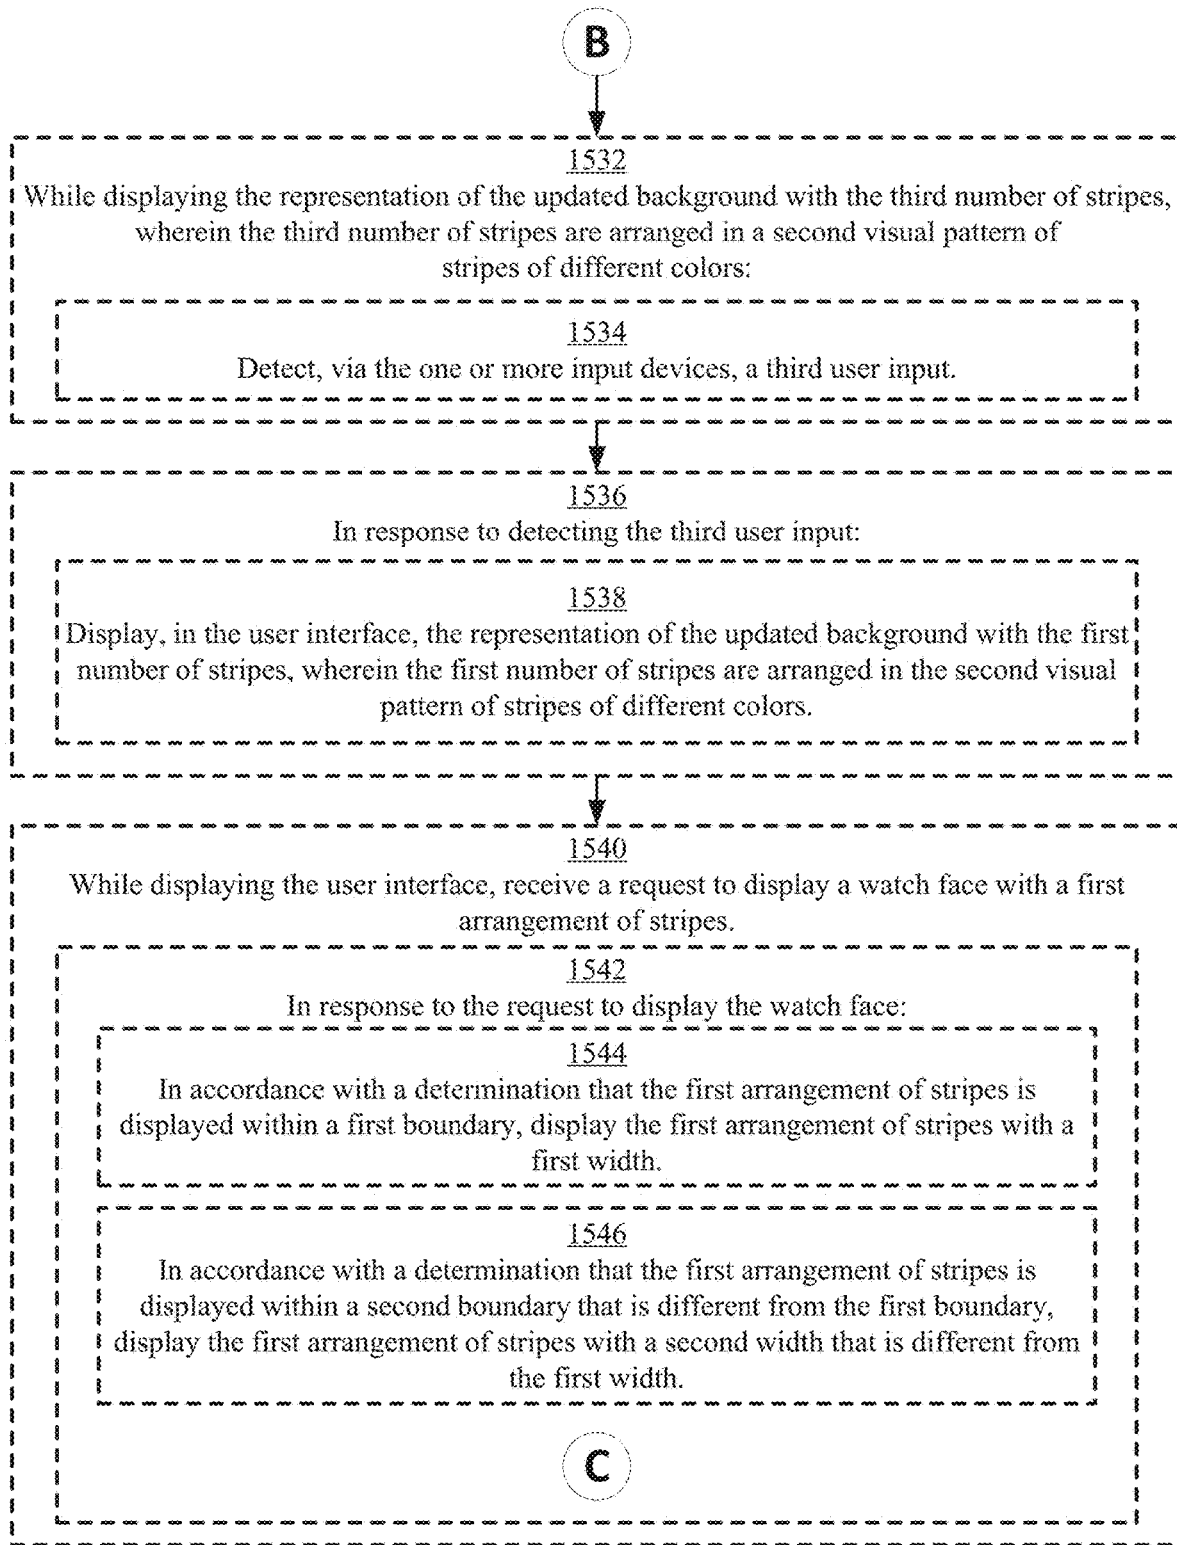 B
1532
While displaying the representation of the updated background with the third number of stripes,
wherein the third number of stripes are arranged in a second visual pattern of
stripes of different colors:
1534
Detect, via the one or more input devices, a third user input.
1536
In response to detecting the third user input:
1538
Display, in the user interface, the representation of the updated background with the first
number of stripes, wherein the first number of stripes are arranged in the second visual
pattern of stripes of different colors.
1540
While displaying the user interface, receive a request to display a watch face with a first
arrangement of stripes.
1542
In response to the request to display the watch face:
1544
In accordance with a determination that the first arrangement of stripes is
displayed within a first boundary, display the first arrangement of stripes with a
first width.
1546
In accordance with a determination that the first arrangement of stripes is
displayed within a second boundary that is different from the first boundary,
display the first arrangement of stripes with a second width that is different from
the first width.
C